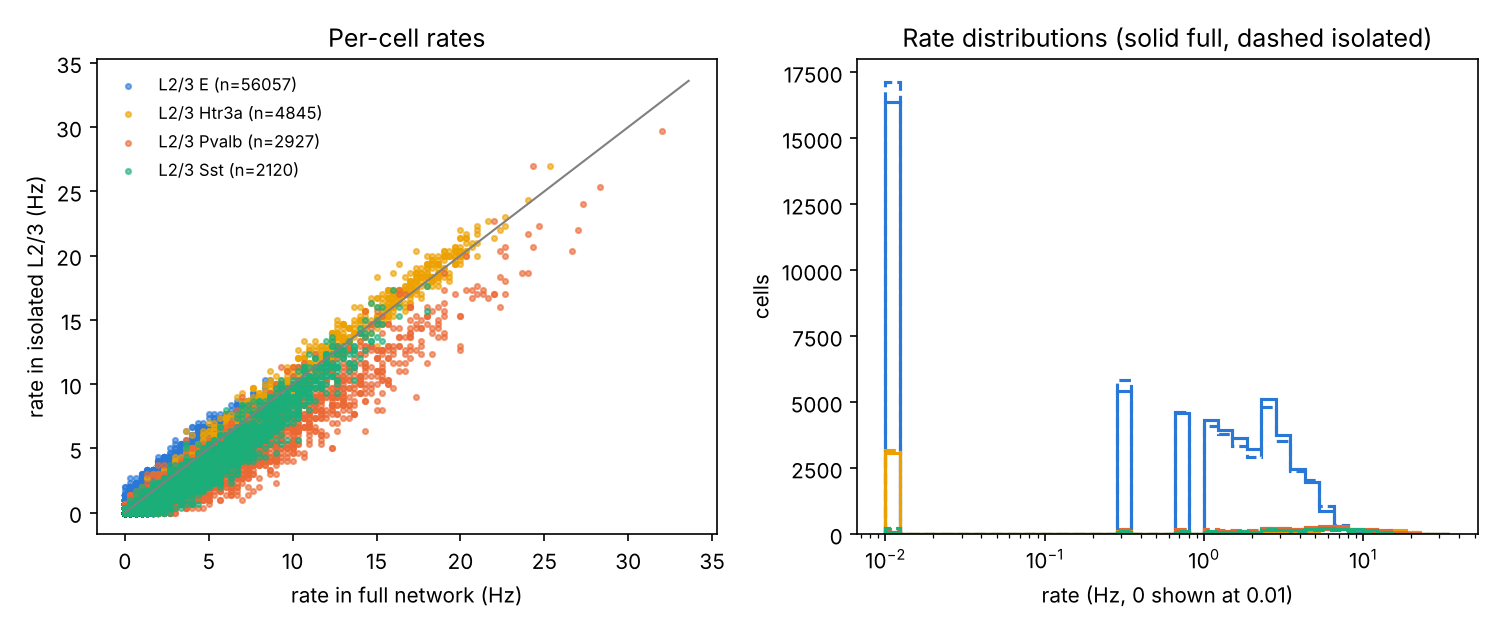 Per-cell rates
35
30
25
20
15
10
5
0
rate in isolated L2/3 (Hz)
L2/3 E (n=56057)
L2/3 Htr3a (n=4845)
L2/3 Pvalb (n=2927)
L2/3 Sst (n=2120)
0 5 10 15 20 25 30 35
rate in full network (Hz)
Rate distributions (solid full, dashed isolated)
17500
15000
12500
10000
7500
5000
2500
0
cells
10⁻² 10⁻¹ 10⁰ 10¹
rate (Hz, 0 shown at 0.01)